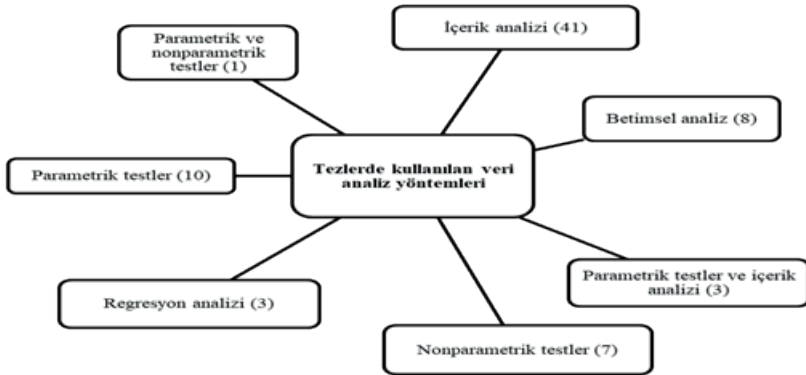 İçerik analizi (41)
Parametrik ve
nonparametrik
testler (1)
Betimsel analiz (8)
Tezlerde kullanılan veri
analiz yöntemleri
Parametrik testler (10)
Parametrik testler ve içerik
analizi (3)
Regresyon analizi (3)
Nonparametrik testler (7)